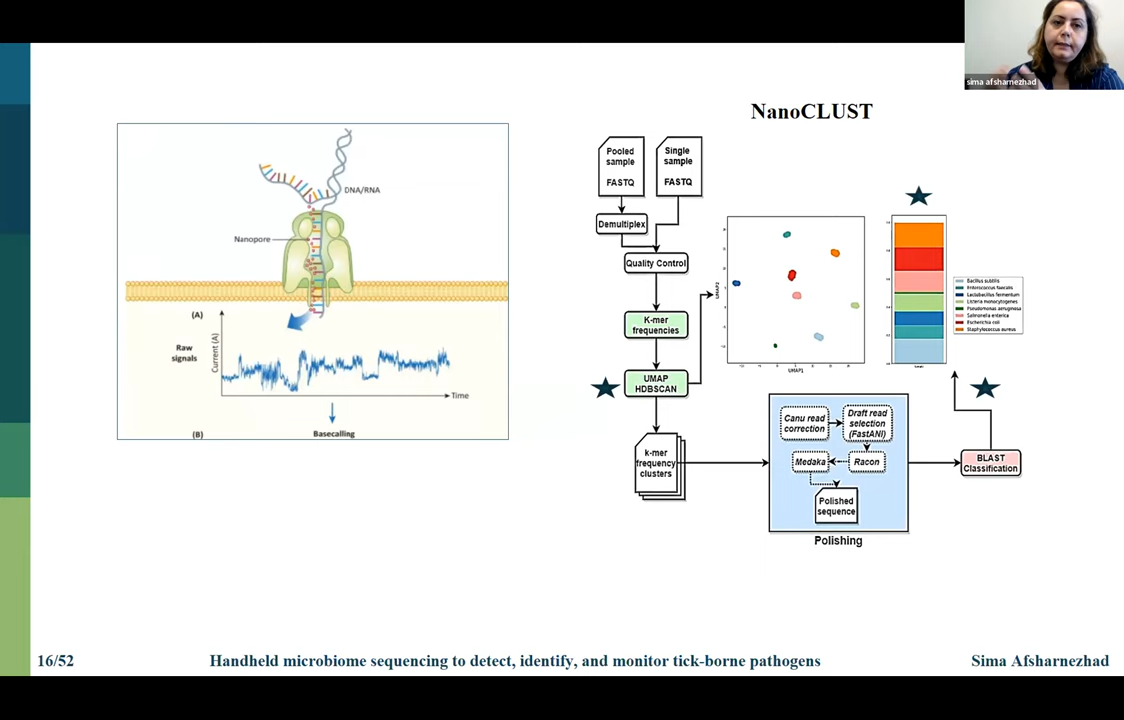 sima afsharnezhad
NanoCLUST
DNA/RNA
Nanopore
(A)
Raw
signals
Current (A)
Time
(B)
Basecalling
Pooled
sample
FASTQ
Single
sample
FASTQ
Demultiplex
Quality Control
K-mer
frequencies
UMAP
HDBSCAN
k-mer
frequency
clusters
UMAP2
UMAP1
Bacillus subtilis
Enterococcus faecalis
Lactobacillus fermentum
Listeria monocytogenes
Pseudomonas aeruginosa
Salmonella enterica
Escherichia coli
Staphylococcus aureus
Canu read
correction
Draft read
selection
(FastANI)
Medaka
Racon
Polished
sequence
Polishing
BLAST
Classification
16/52
Handheld microbiome sequencing to detect, identify, and monitor tick-borne pathogens
Sima Afsharnezhad